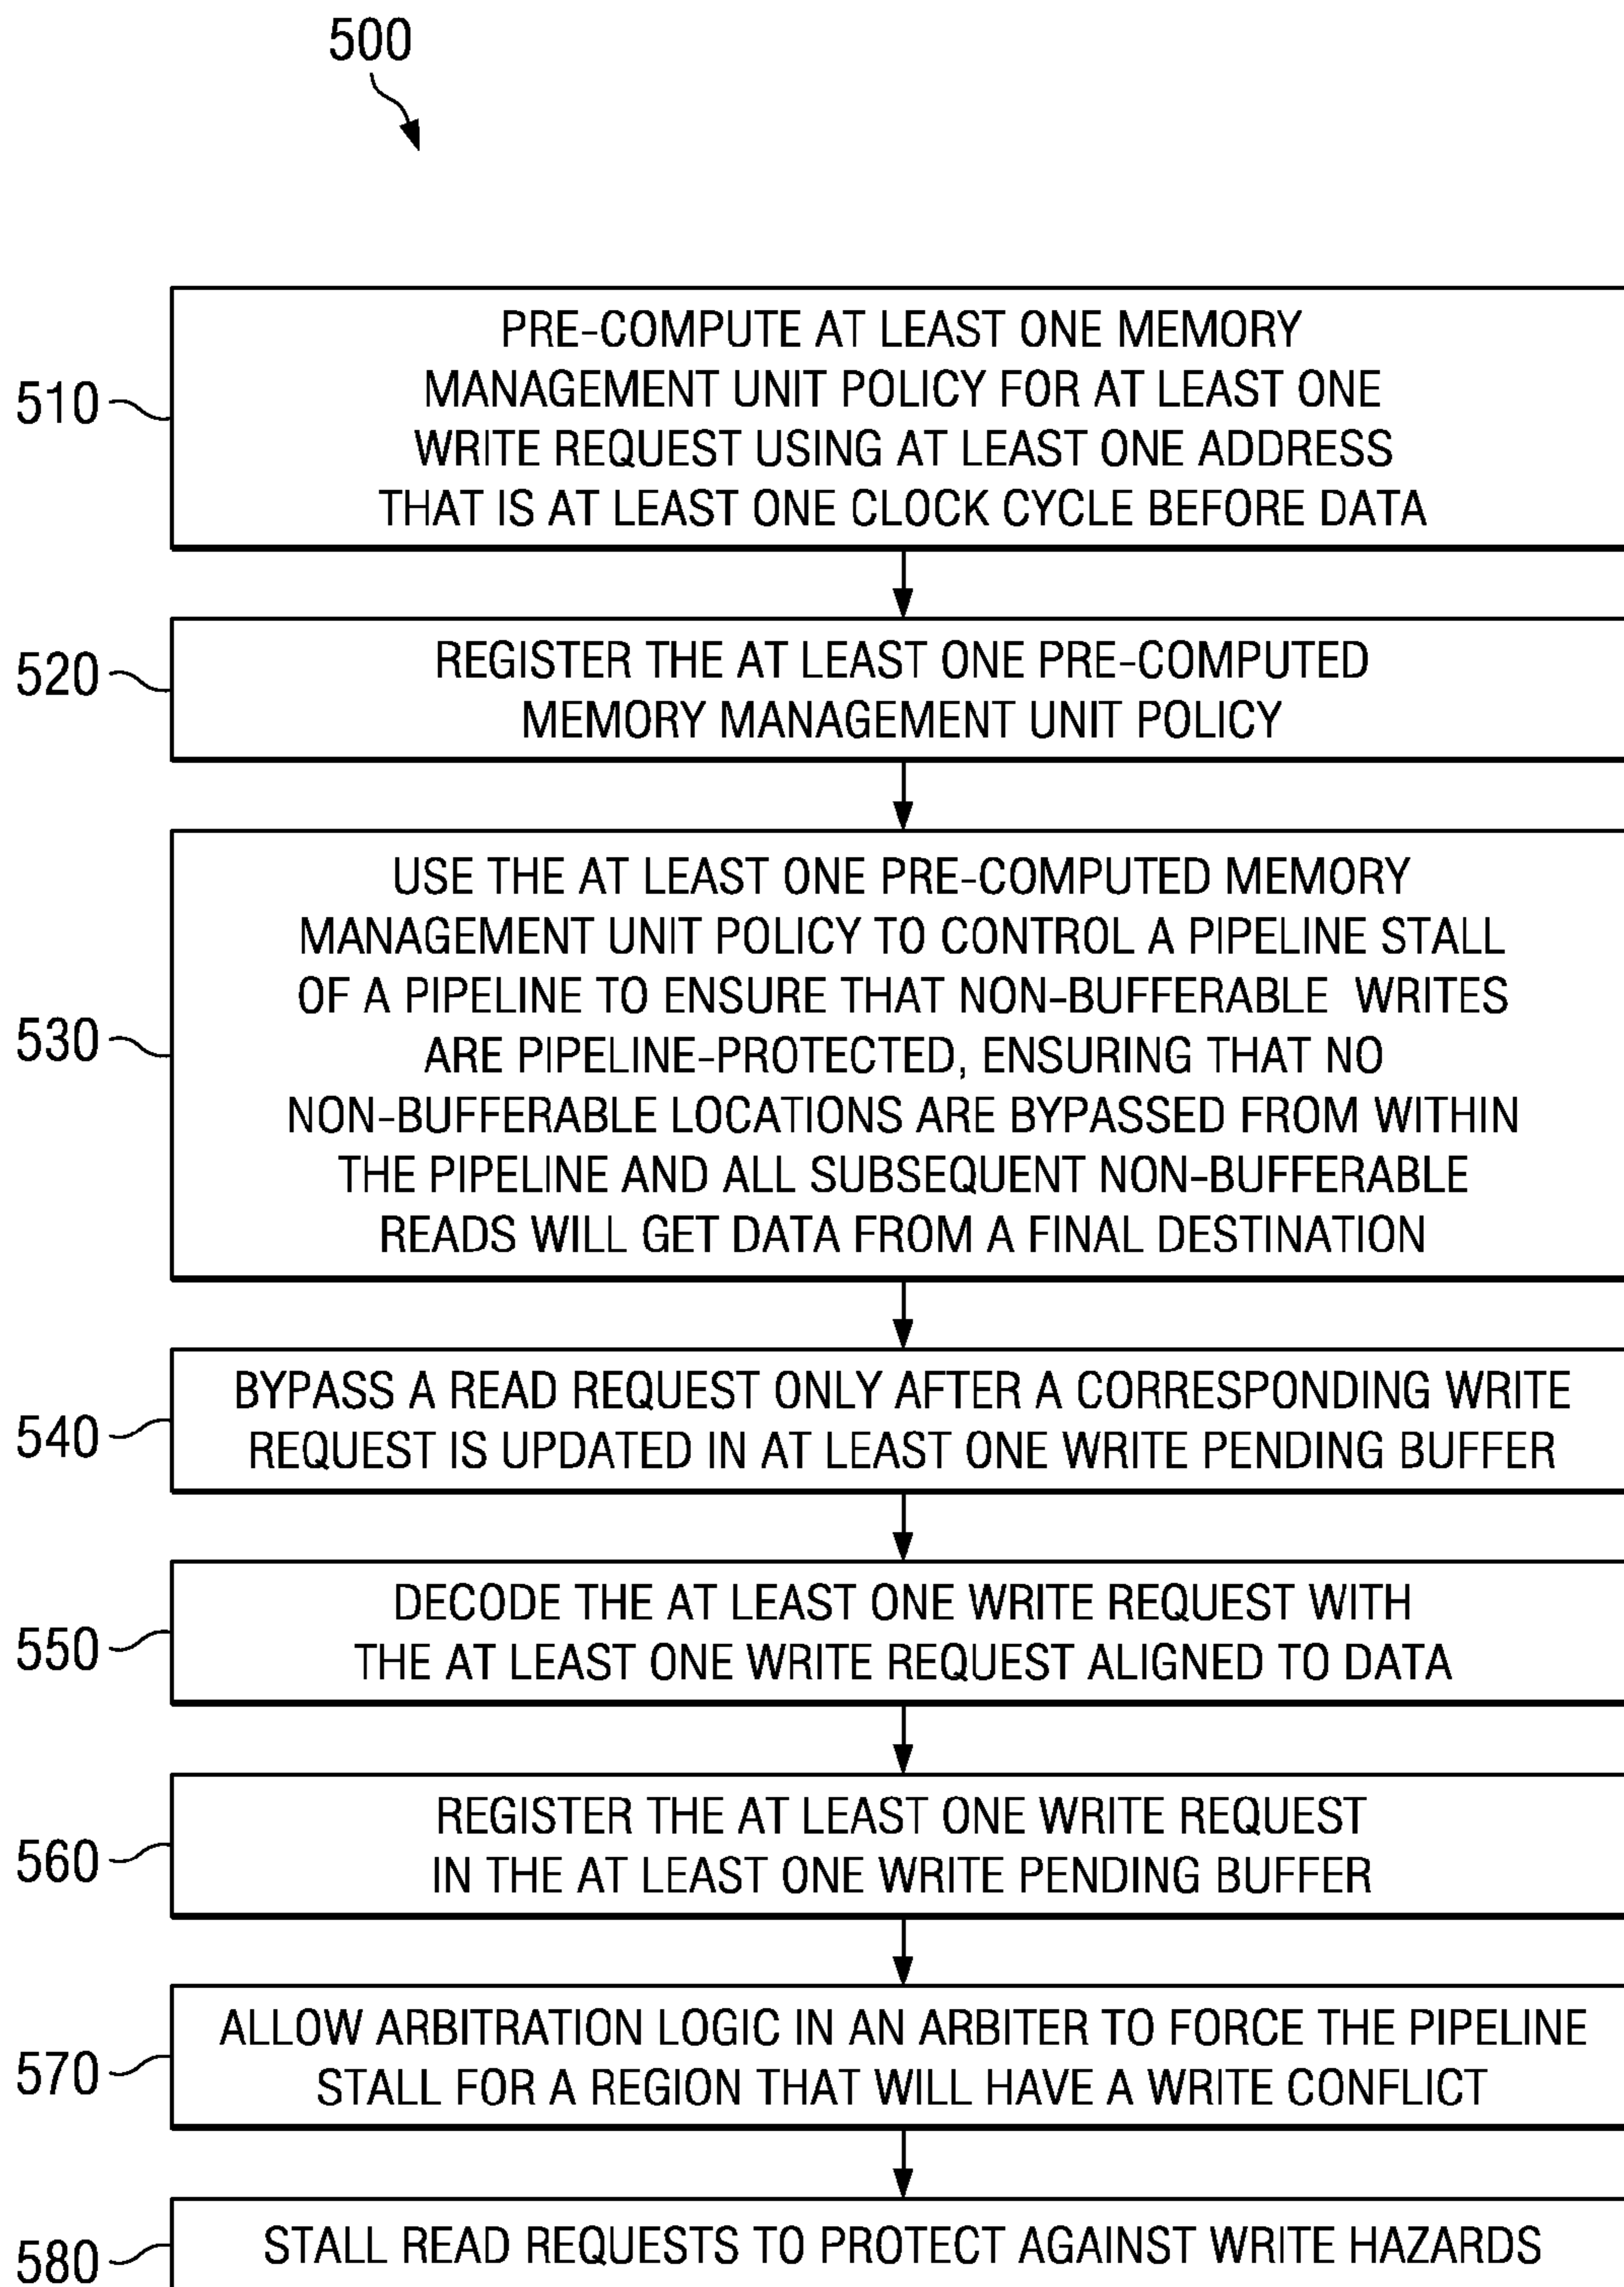 500
510
PRE-COMPUTE AT LEAST ONE MEMORY
MANAGEMENT UNIT POLICY FOR AT LEAST ONE
WRITE REQUEST USING AT LEAST ONE ADDRESS
THAT IS AT LEAST ONE CLOCK CYCLE BEFORE DATA
520
REGISTER THE AT LEAST ONE PRE-COMPUTED
MEMORY MANAGEMENT UNIT POLICY
530
USE THE AT LEAST ONE PRE-COMPUTED MEMORY
MANAGEMENT UNIT POLICY TO CONTROL A PIPELINE STALL
OF A PIPELINE TO ENSURE THAT NON-BUFFERABLE WRITES
ARE PIPELINE-PROTECTED, ENSURING THAT NO
NON-BUFFERABLE LOCATIONS ARE BYPASSED FROM WITHIN
THE PIPELINE AND ALL SUBSEQUENT NON-BUFFERABLE
READS WILL GET DATA FROM A FINAL DESTINATION
540
BYPASS A READ REQUEST ONLY AFTER A CORRESPONDING WRITE
REQUEST IS UPDATED IN AT LEAST ONE WRITE PENDING BUFFER
550
DECODE THE AT LEAST ONE WRITE REQUEST WITH
THE AT LEAST ONE WRITE REQUEST ALIGNED TO DATA
560
REGISTER THE AT LEAST ONE WRITE REQUEST
IN THE AT LEAST ONE WRITE PENDING BUFFER
570
ALLOW ARBITRATION LOGIC IN AN ARBITER TO FORCE THE PIPELINE
STALL FOR A REGION THAT WILL HAVE A WRITE CONFLICT
580
STALL READ REQUESTS TO PROTECT AGAINST WRITE HAZARDS